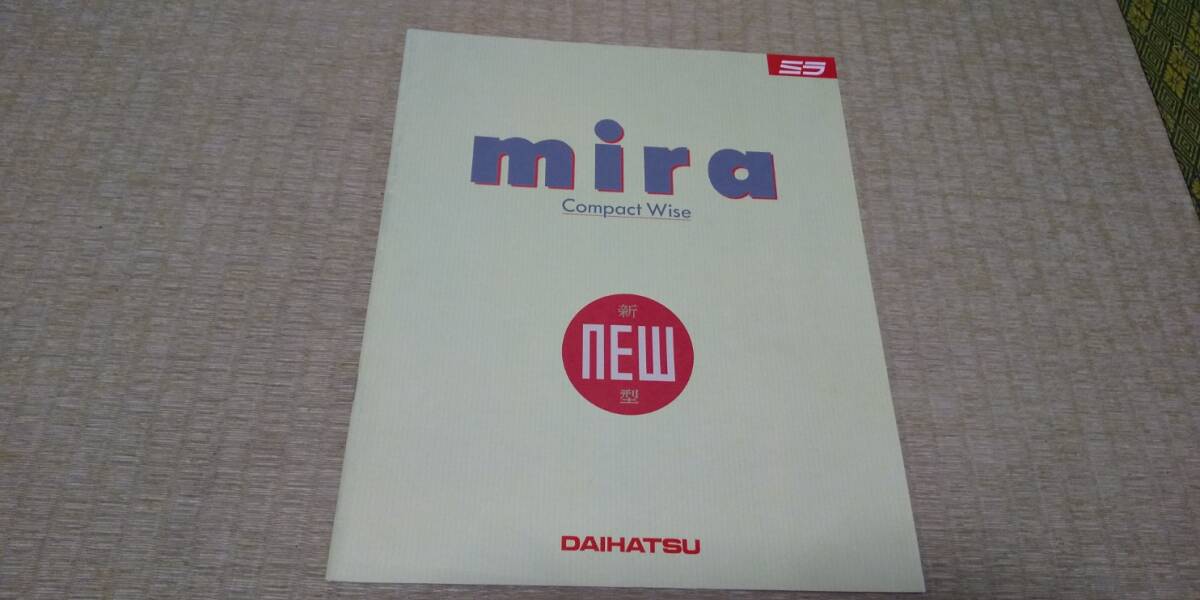 ミラ
mira
Compact Wise
新
NEW
型
DAIHATSU